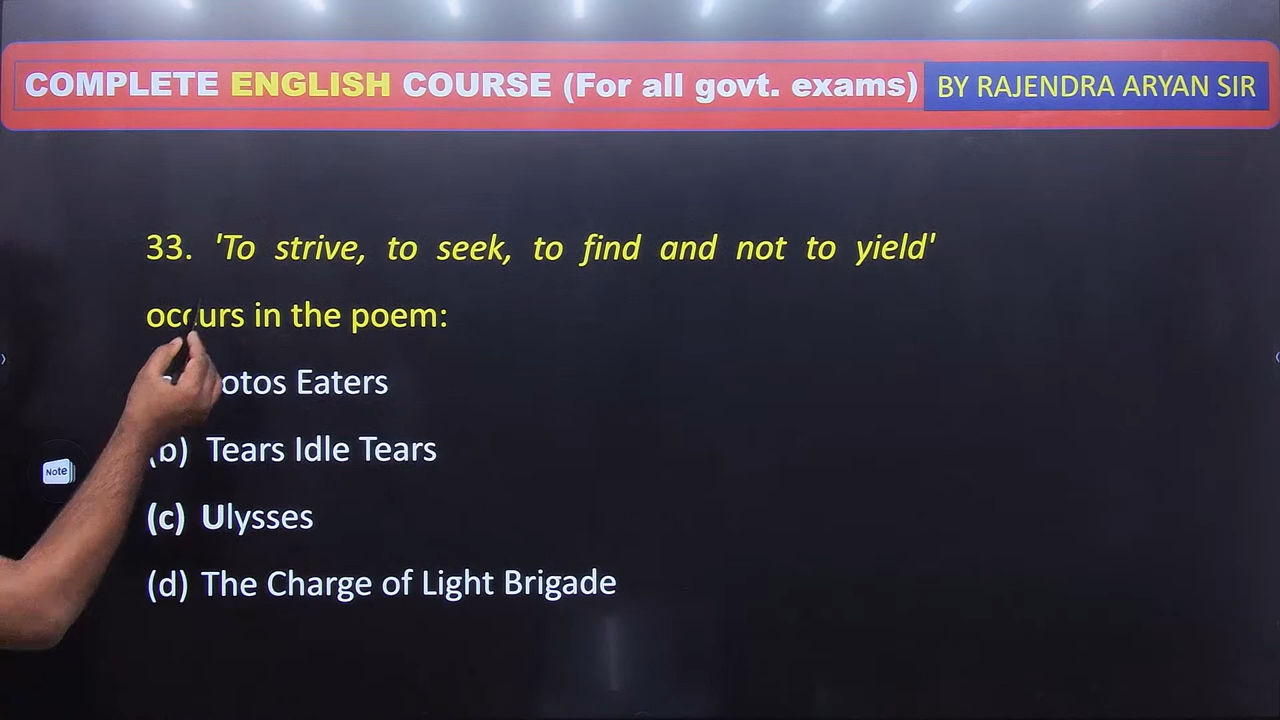 COMPLETE ENGLISH COURSE (For all govt. exams) BY RAJENDRA ARYAN SIR
33. 'To strive, to seek, to find and not to yield'
occurs in the poem:
Eaters
(b) Tears Idle Tears
Note
(c) Ulysses
(d) The Charge of Light Brigade